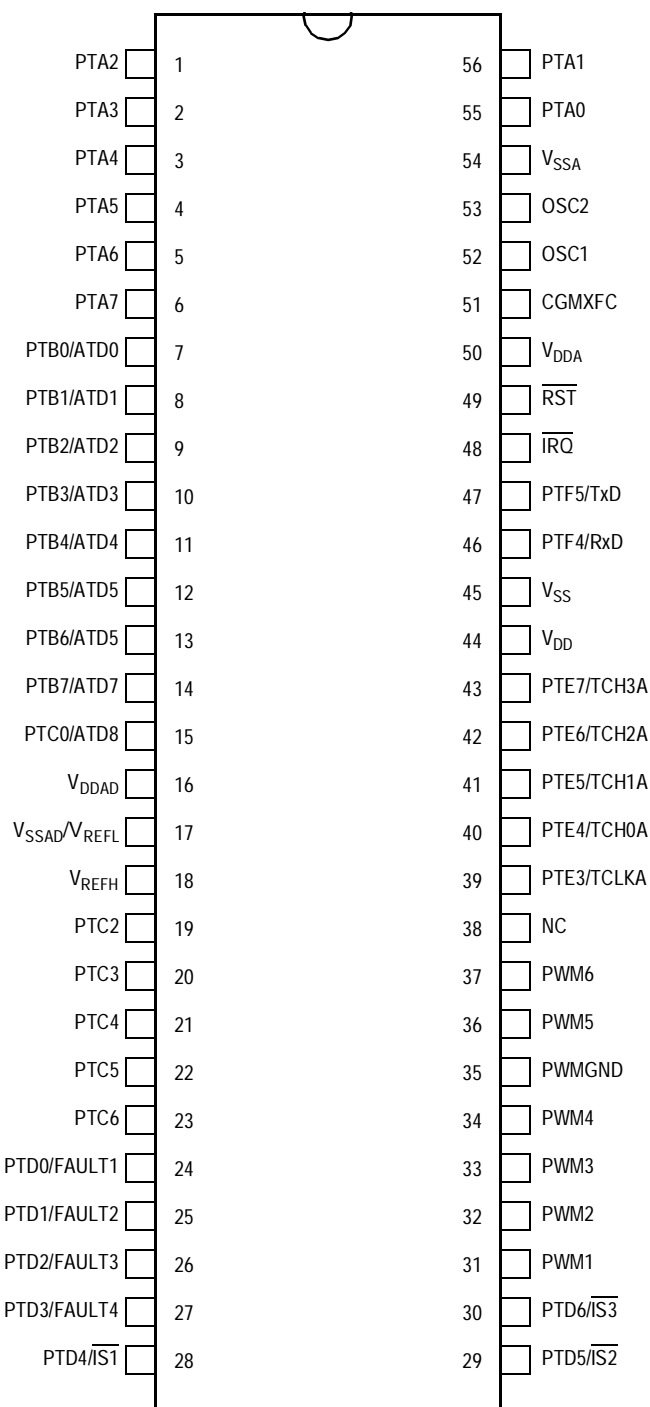 PTA2 1 56 PTA1
PTA3 2 55 PTA0
PTA4 3 54 VSSA
PTA5 4 53 OSC2
PTA6 5 52 OSC1
PTA7 6 51 CGMXFC
PTB0/ATD0 7 50 VDDA
PTB1/ATD1 8 49 RST
PTB2/ATD2 9 48 IRQ
PTB3/ATD3 10 47 PTF5/TxD
PTB4/ATD4 11 46 PTF4/RxD
PTB5/ATD5 12 45 VSS
PTB6/ATD5 13 44 VDD
PTB7/ATD7 14 43 PTE7/TCH3A
PTC0/ATD8 15 42 PTE6/TCH2A
VDDAD 16 41 PTE5/TCH1A
VSSAD/VREFL 17 40 PTE4/TCH0A
VREFH 18 39 PTE3/TCLKA
PTC2 19 38 NC
PTC3 20 37 PWM6
PTC4 21 36 PWM5
PTC5 22 35 PWMGND
PTC6 23 34 PWM4
PTD0/FAULT1 24 33 PWM3
PTD1/FAULT2 25 32 PWM2
PTD2/FAULT3 26 31 PWM1
PTD3/FAULT4 27 30 PTD6/IS3
PTD4/IS1 28 29 PTD5/IS2